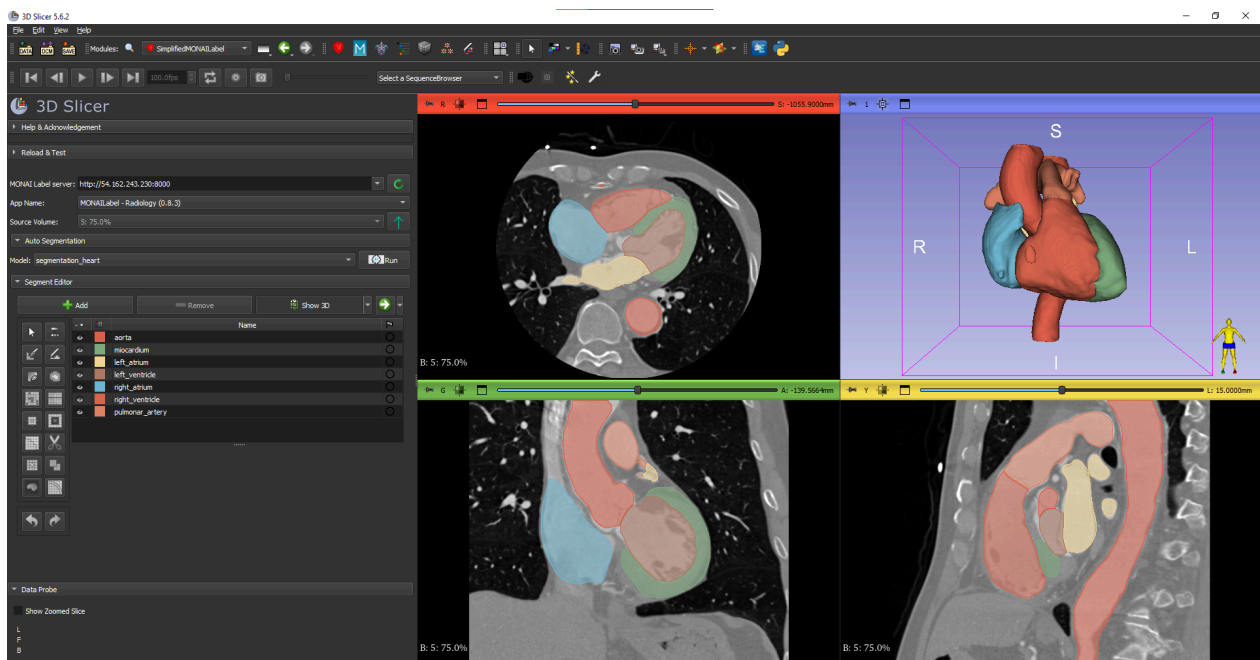 3D Slicer 5.6.2
File Edit View Help
DATA DCM SAVE Modules: SimplifiedMONAILabel
100.0fps Select a SequenceBrowser
3D Slicer
Help & Acknowledgement
Reload & Test
MONAI Label server: http://54.162.243.230:8000
App Name: MONAILabel - Radiology (0.8.3)
Source Volume: 5: 75.0%
Auto Segmentation
Model: segmentation_heart Run
Segment Editor
Add Remove Show 3D
Name
aorta
miocardium
left_atrium
left_ventricle
right_atrium
right_ventricle
pulmonar_artery
Data Probe
Show Zoomed Slice
L
F
B
R S: -1055.9000mm
B: 5: 75.0%
1
S
R
L
I
G A: -139.5664mm
B: 5: 75.0%
Y L: 15.0000mm
B: 5: 75.0%